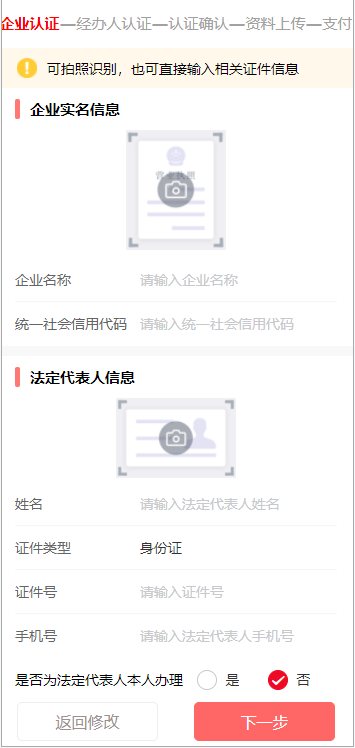 企业认证—经办人认证—认证确认—资料上传—支付
可拍照识别，也可直接输入相关证件信息
企业实名信息
营业执照
企业名称 请输入企业名称
统一社会信用代码 请输入统一社会信用代码
法定代表人信息
姓名 请输入法定代表人姓名
证件类型 身份证
证件号 请输入证件号
手机号 请输入法定代表人手机号
是否为法定代表人本人办理 是 否
返回修改 下一步